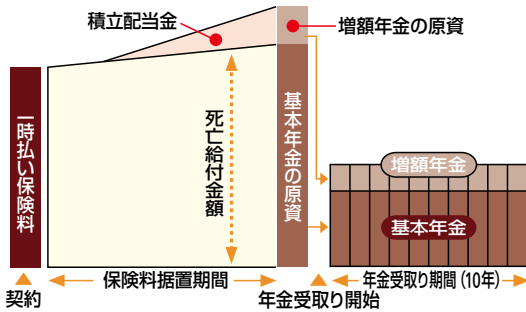 積立配当金
増額年金の原資
一時払い保険料
死亡給付金額
基本年金の原資
増額年金
基本年金
保険料据置期間
年金受取り期間(10年)
契約
年金受取り開始